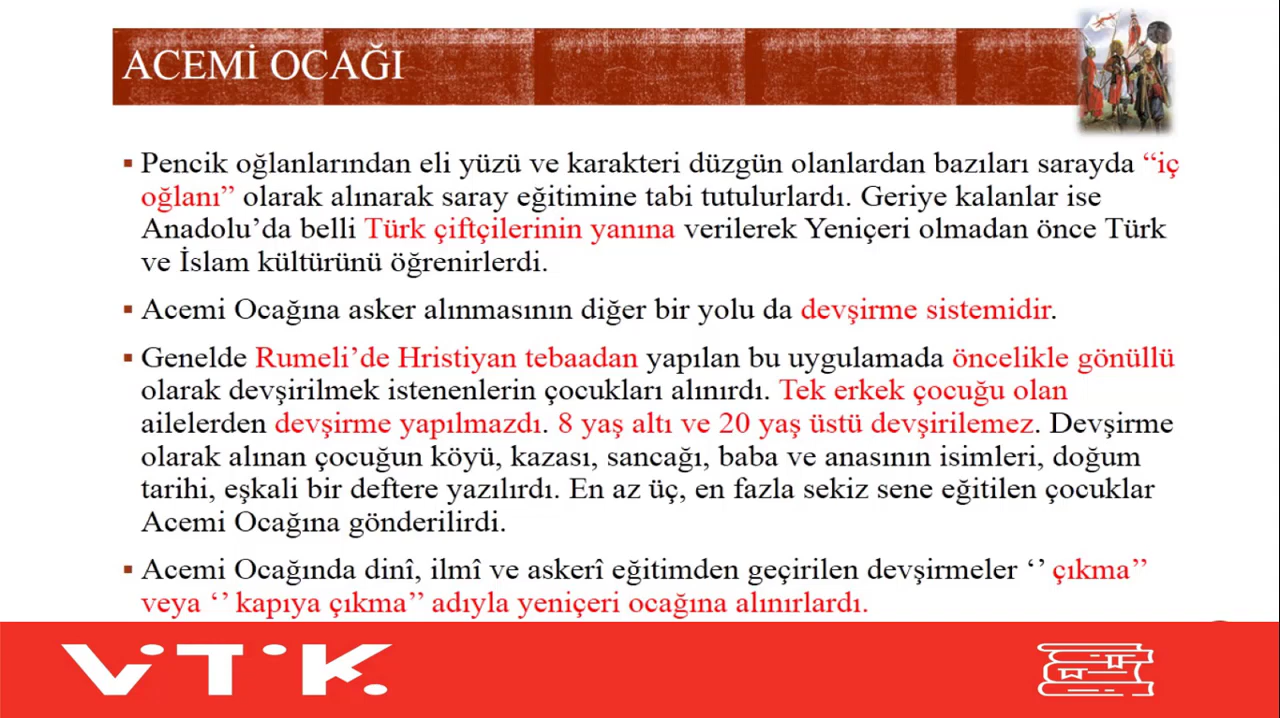 ACEMİ OCAĞI
▪ Pencik oğlanlarından eli yüzü ve karakteri düzgün olanlardan bazıları sarayda “iç
oğlanı” olarak alınarak saray eğitimine tabi tutulurlardı. Geriye kalanlar ise
Anadolu’da belli Türk çiftçilerinin yanına verilerek Yeniçeri olmadan önce Türk
ve İslam kültürünü öğrenirlerdi.
▪ Acemi Ocağına asker alınmasının diğer bir yolu da devşirme sistemidir.
▪ Genelde Rumeli’de Hristiyan tebaadan yapılan bu uygulamada öncelikle gönüllü
olarak devşirilmek istenenlerin çocukları alınırdı. Tek erkek çocuğu olan
ailelerden devşirme yapılmazdı. 8 yaş altı ve 20 yaş üstü devşirilemez. Devşirme
olarak alınan çocuğun köyü, kazası, sancağı, baba ve anasının isimleri, doğum
tarihi, eşkali bir deftere yazılırdı. En az üç, en fazla sekiz sene eğitilen çocuklar
Acemi Ocağına gönderilirdi.
▪ Acemi Ocağında dinî, ilmî ve askerî eğitimden geçirilen devşirmeler ‘’ çıkma’’
veya ‘’ kapıya çıkma’’ adıyla yeniçeri ocağına alınırlardı.
VİTİK.